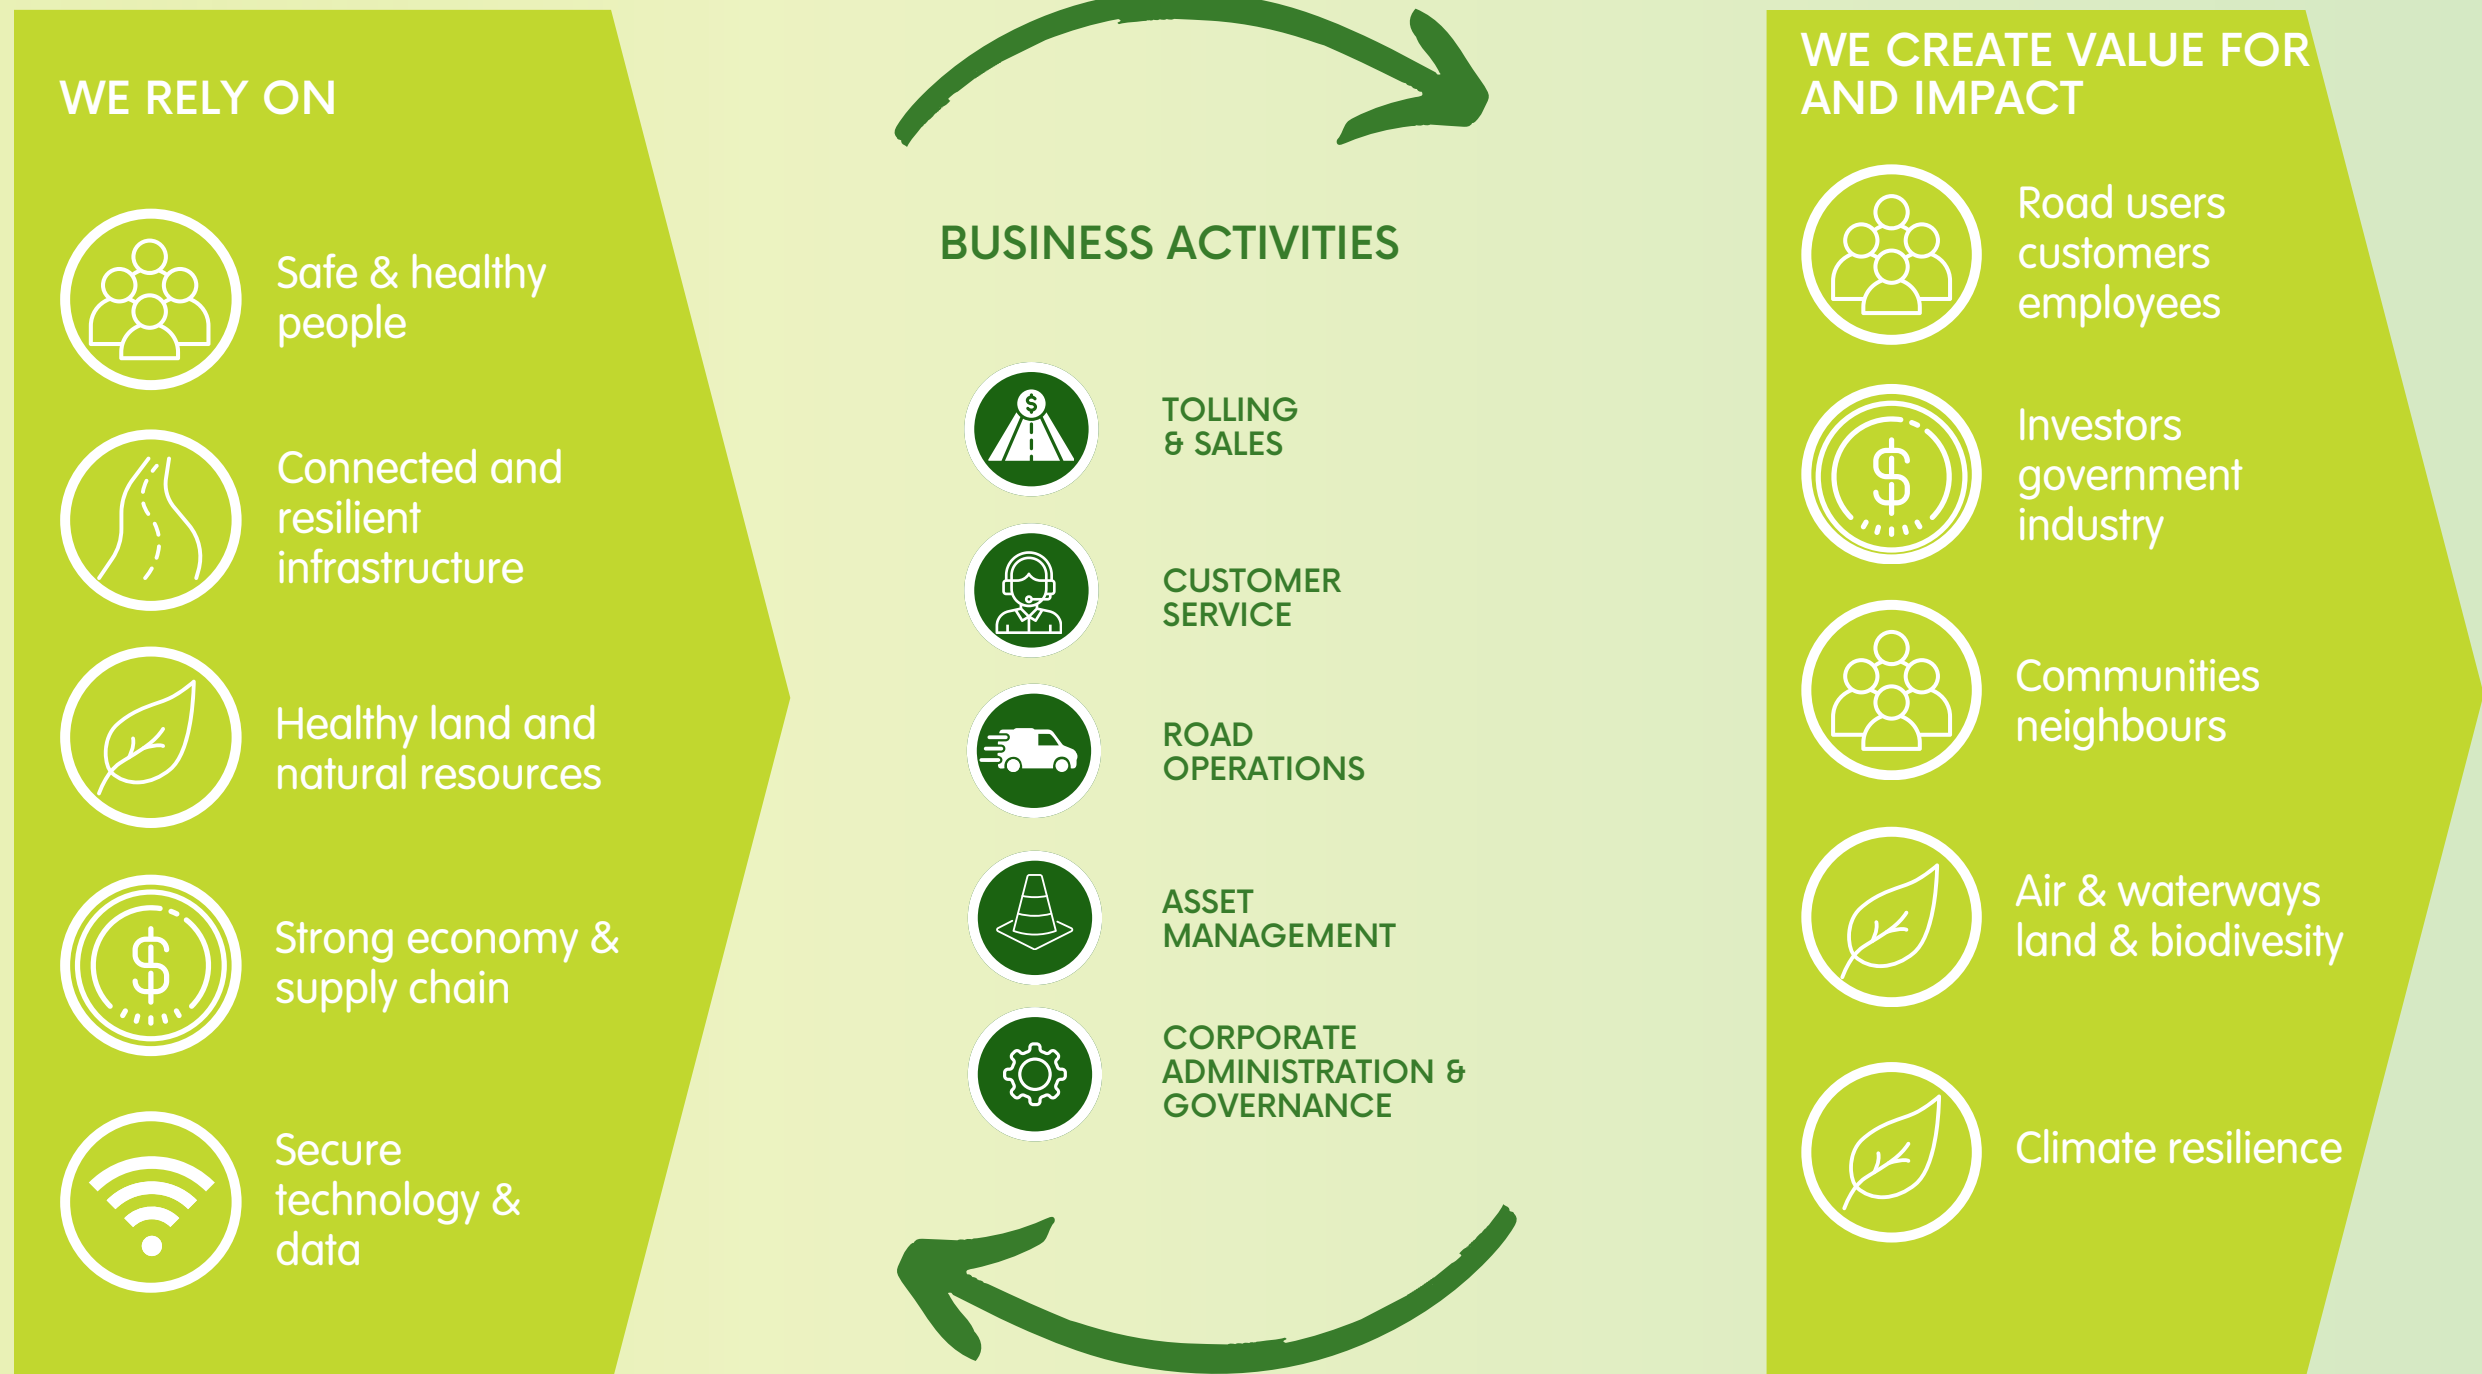 WE RELY ON
Safe & healthy
people
Connected and
resilient
infrastructure
Healthy land and
natural resources
Strong economy &
supply chain
Secure
technology &
data
BUSINESS ACTIVITIES
$
TOLLING
& SALES
CUSTOMER
SERVICE
ROAD
OPERATIONS
ASSET
MANAGEMENT
CORPORATE
ADMINISTRATION &
GOVERNANCE
WE CREATE VALUE FOR
AND IMPACT
Road users
customers
employees
Investors
government
industry
Communities
neighbours
Air & waterways
land & biodivesity
Climate resilience